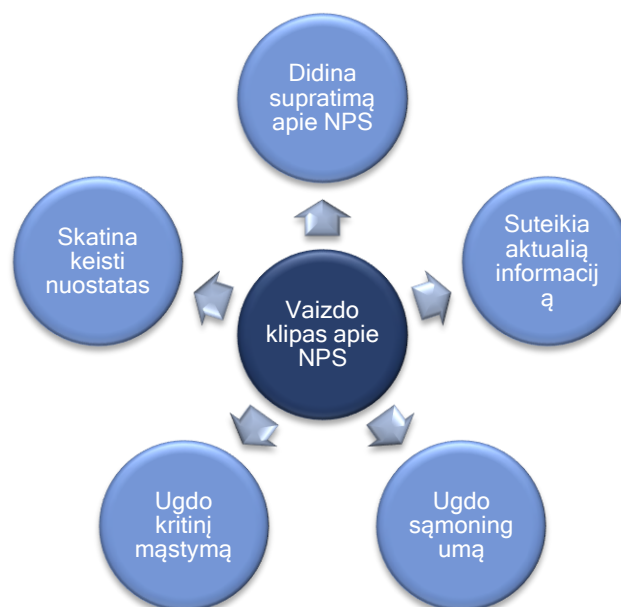 Didina
supratimą
apie NPS
Suteikia
aktualią
informacij
ą
Ugdo
sąmoning
umą
Ugdo
kritinį
mąstymą
Skatina
keisti
nuostatas
Vaizdo
klipas apie
NPS